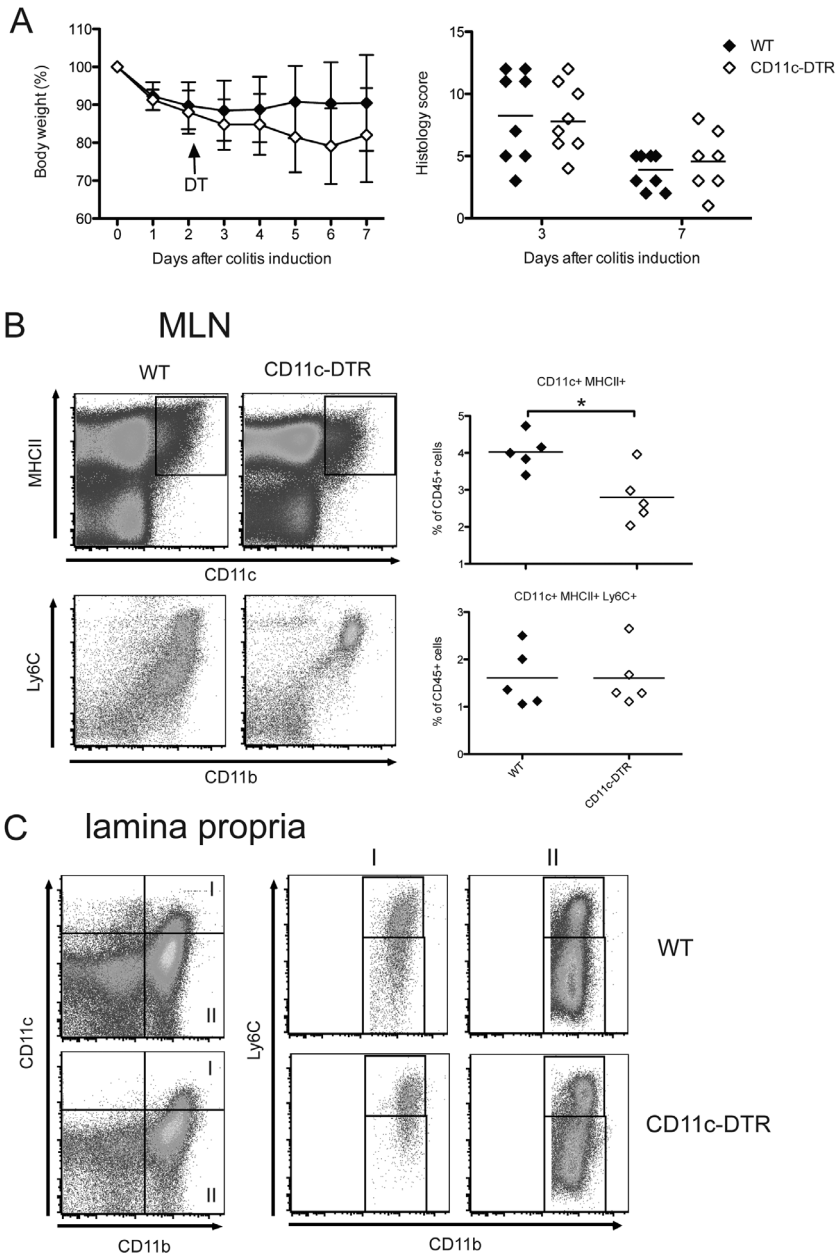 A
110
100
90
80
70
60
Body weight (%)
DT
0 1 2 3 4 5 6 7
Days after colitis induction
15
10
5
0
Histology score
3 7
Days after colitis induction
WT
CD11c-DTR
B
MLN
WT
CD11c-DTR
MHCII
CD11c
CD11c+ MHCII+
*
5
4
3
2
1
% of CD45+ cells
Ly6C
CD11b
CD11c+ MHCII+ Ly6C+
3
2
1
0
% of CD45+ cells
WT
CD11c-DTR
C
lamina propria
I
II
I
II
WT
CD11c
Ly6C
I
II
CD11c-DTR
CD11b
CD11b